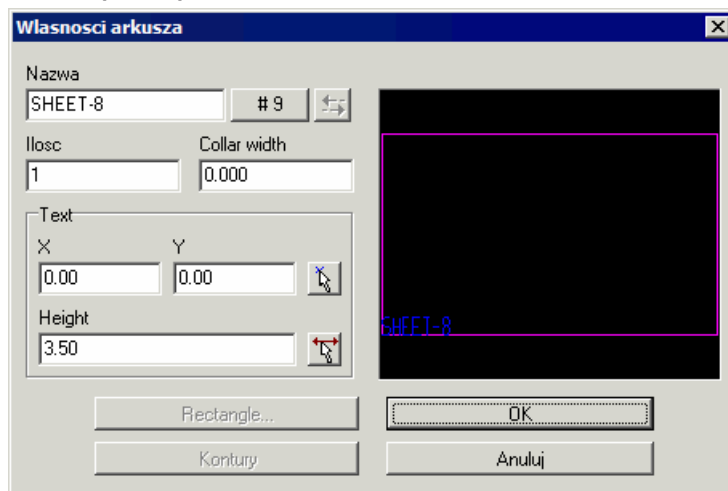 Wlasnosci arkusza
Nazwa
SHEET-8
# 9
Ilosc
Collar width
1
0.000
Text
X
Y
0.00
0.00
Height
3.50
SHEET-8
Rectangle...
OK
Kontury
Anuluj